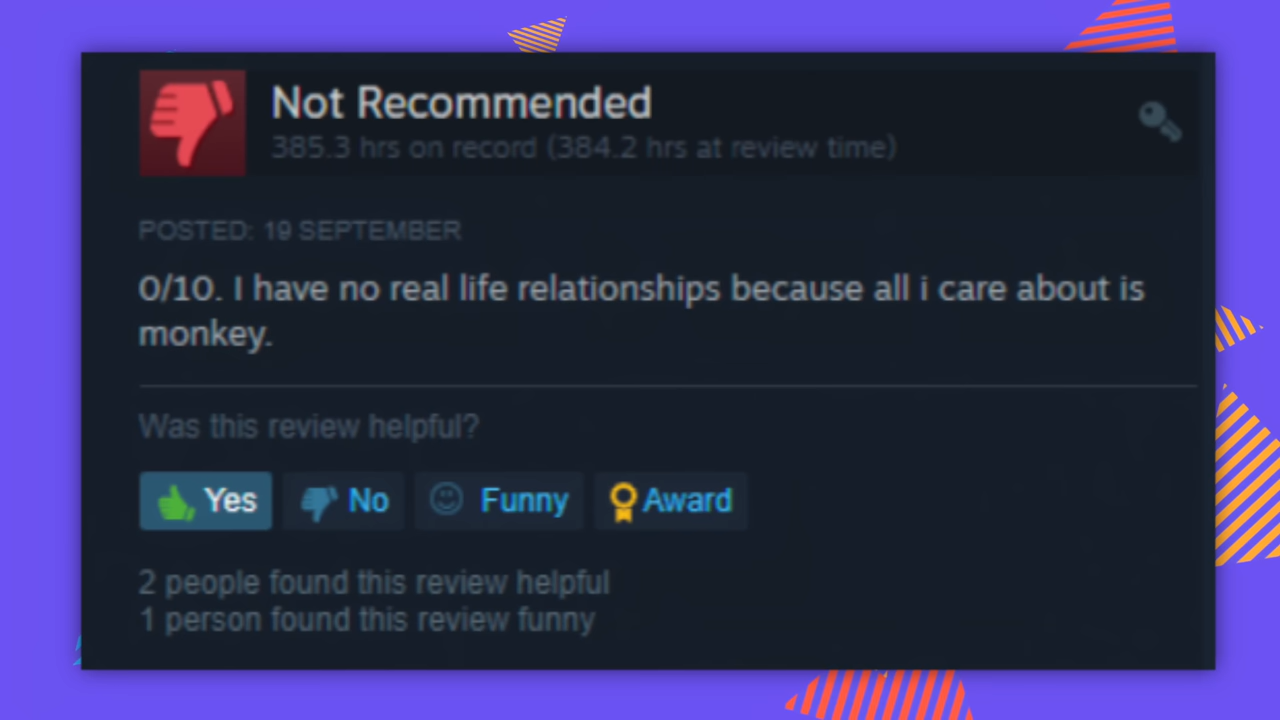 Not Recommended
385.3 hrs on record (384.2 hrs at review time)
POSTED: 19 SEPTEMBER
0/10. I have no real life relationships because all i care about is
monkey.
Was this review helpful?
Yes No Funny Award
2 people found this review helpful
1 person found this review funny